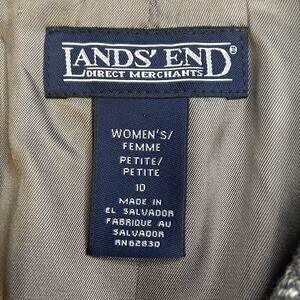 LANDS' END®
DIRECT MERCHANTS
WOMEN'S/
FEMME
PETITE/
PETITE
10
MADE IN
EL SALVADOR
FABRIQUE AU
SALVADOR
RN62830